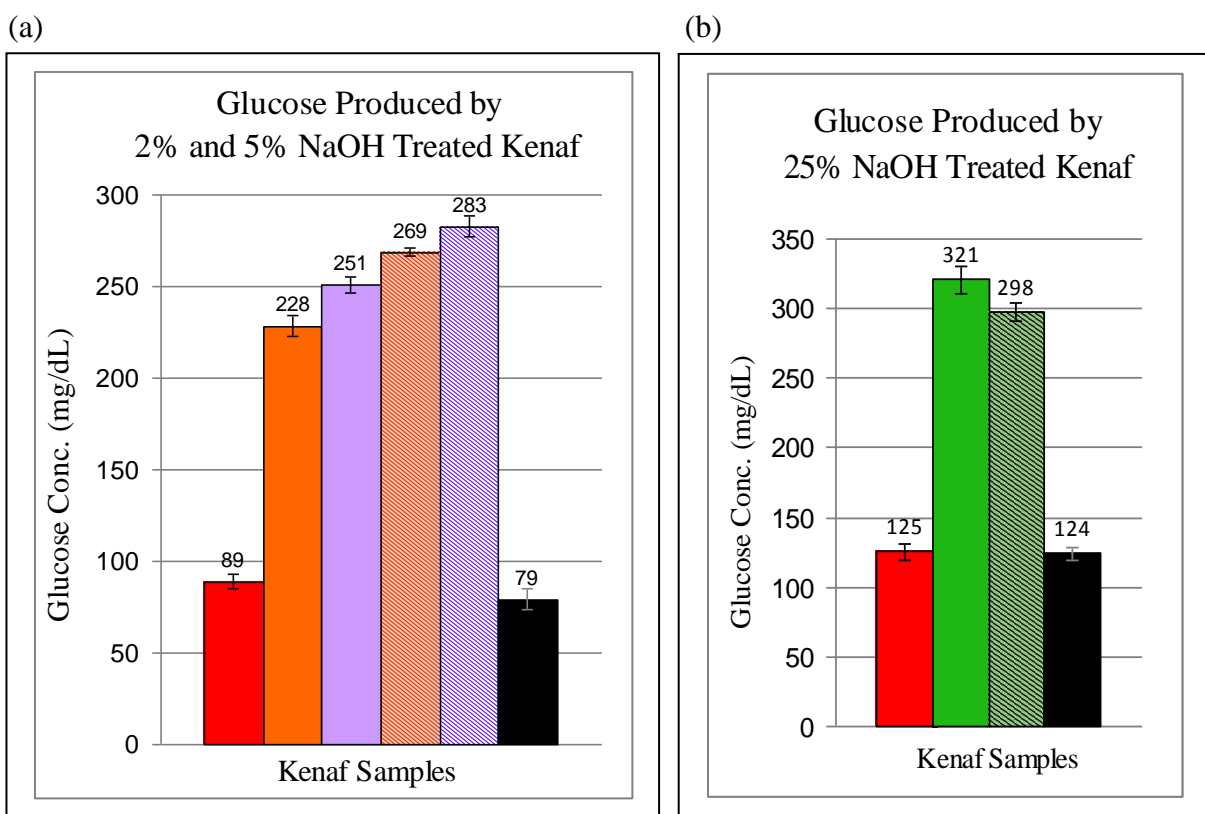 (a)
Glucose Produced by
2% and 5% NaOH Treated Kenaf
Glucose Conc. (mg/dL)
300
250
200
150
100
50
0
89
228
251
269
283
79
Kenaf Samples
(b)
Glucose Produced by
25% NaOH Treated Kenaf
Glucose Conc. (mg/dL)
350
300
250
200
150
100
50
0
125
321
298
124
Kenaf Samples